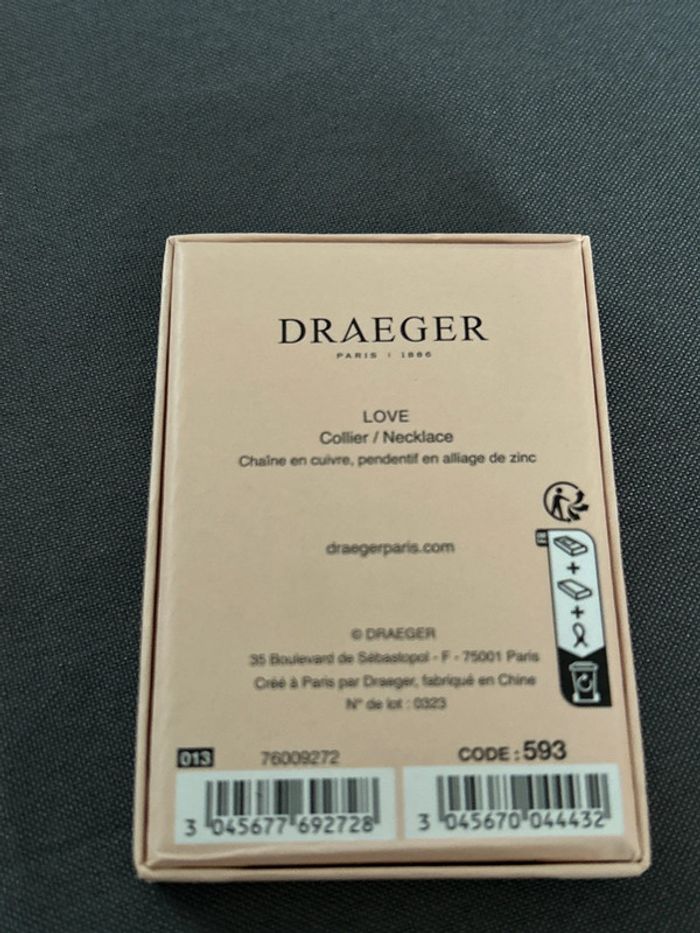 DRAEGER
PARIS | 1886
LOVE
Collier / Necklace
Chaîne en cuivre, pendentif en alliage de zinc
draegerparis.com
© DRAEGER
35 Boulevard de Sébastopol - F - 75001 Paris
Créé à Paris par Draeger, fabriqué en Chine
N° de lot : 0323
013 76009272 CODE : 593
3 045677 692728 3 045670 044432